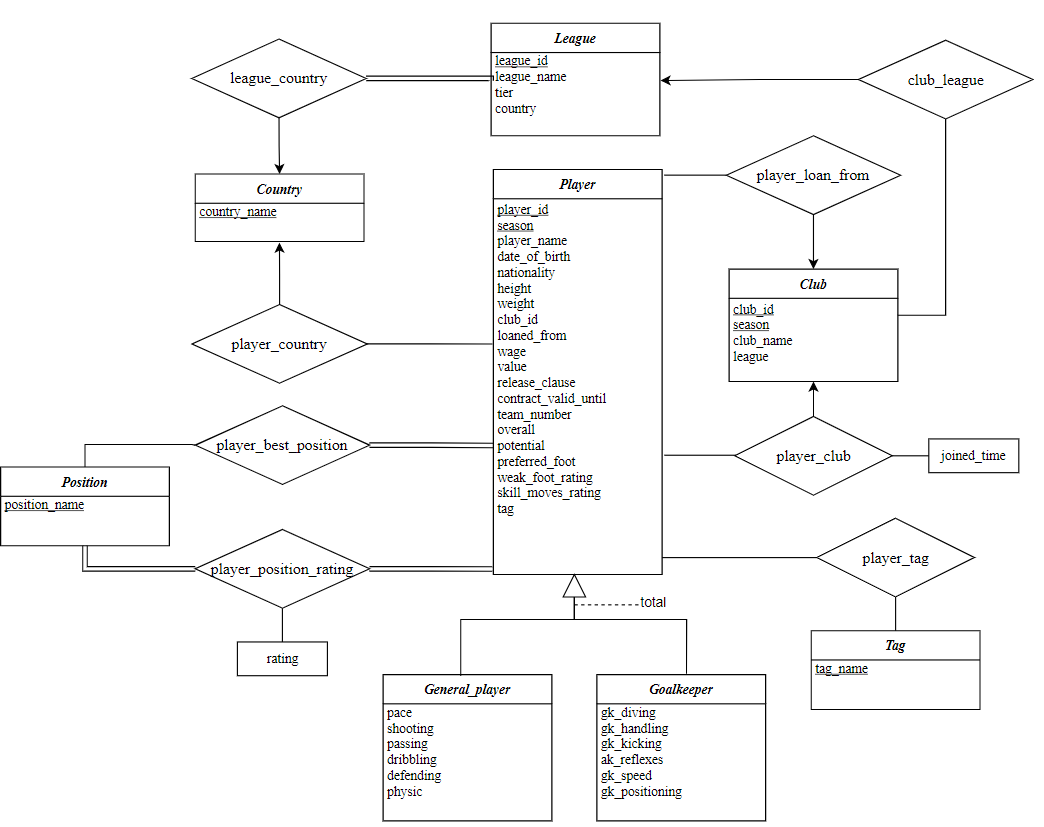 League
league_id
league_name
tier
country
league_country
club_league
player_loan_from
Country
country_name
Player
player_id
season
player_name
date_of_birth
nationality
height
weight
club_id
loaned_from
wage
value
release_clause
contract_valid_until
team_number
overall
potential
preferred_foot
weak_foot_rating
skill_moves_rating
tag
Club
club_id
season
club_name
league
player_country
player_best_position
player_club
joined_time
Position
position_name
player_position_rating
rating
player_tag
total
Tag
tag_name
General_player
pace
shooting
passing
dribbling
defending
physic
Goalkeeper
gk_diving
gk_handling
gk_kicking
ak_reflexes
gk_speed
gk_positioning